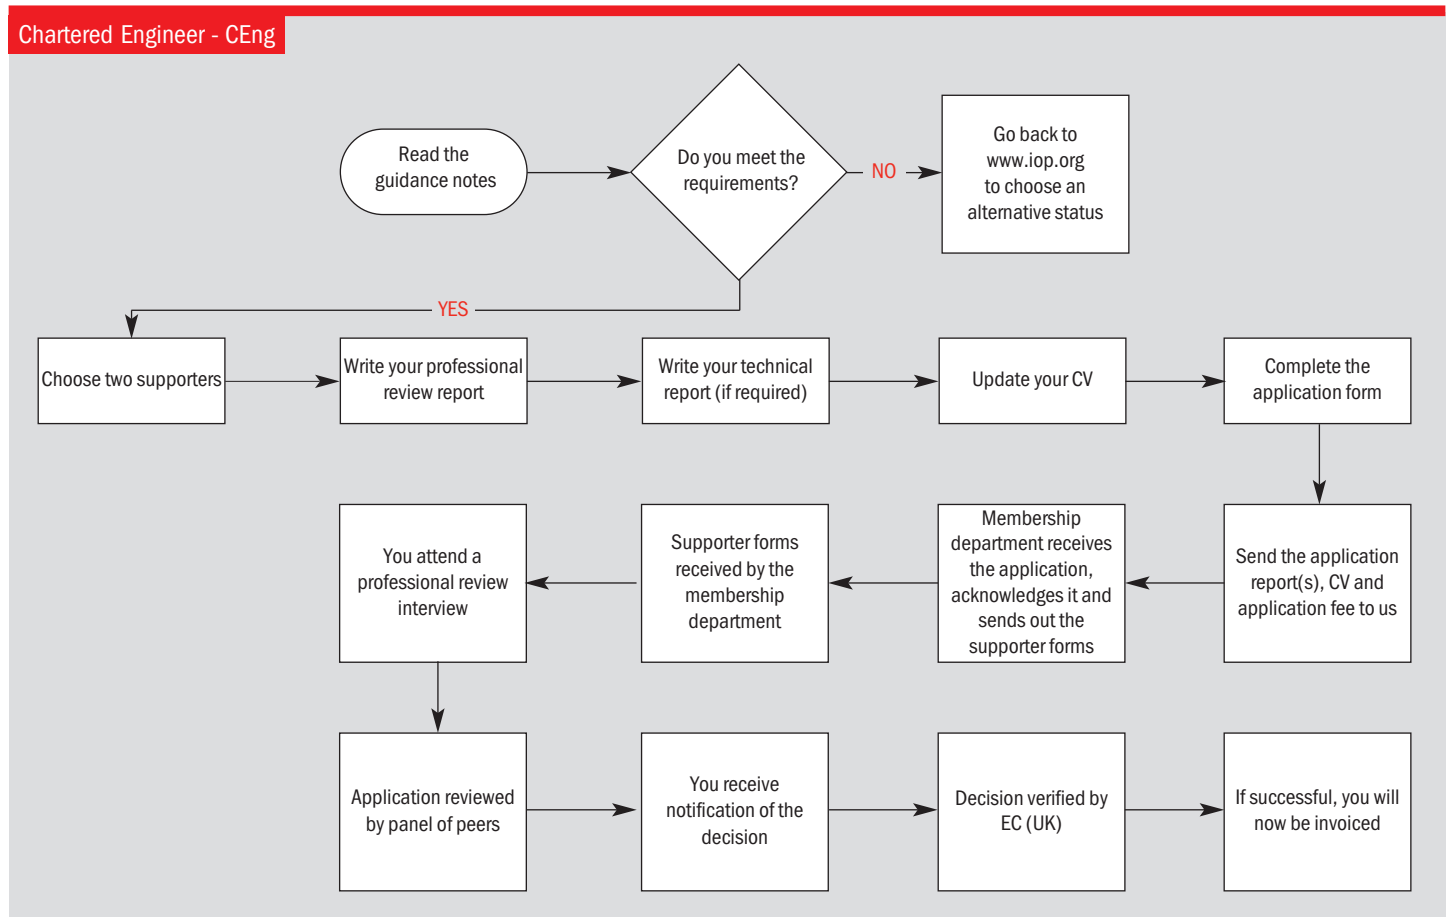 Chartered Engineer - CEng
Read the
guidance notes
Do you meet the
requirements?
NO
Go back to
www.iop.org
to choose an
alternative status
YES
Choose two supporters
Write your professional
review report
Write your technical
report (if required)
Update your CV
Complete the
application form
Send the application
report(s), CV and
application fee to us
Membership
department receives
the application,
acknowledges it and
sends out the
supporter forms
Supporter forms
received by the
membership
department
You attend a
professional review
interview
Application reviewed
by panel of peers
You receive
notification of the
decision
Decision verified by
EC (UK)
If successful, you will
now be invoiced